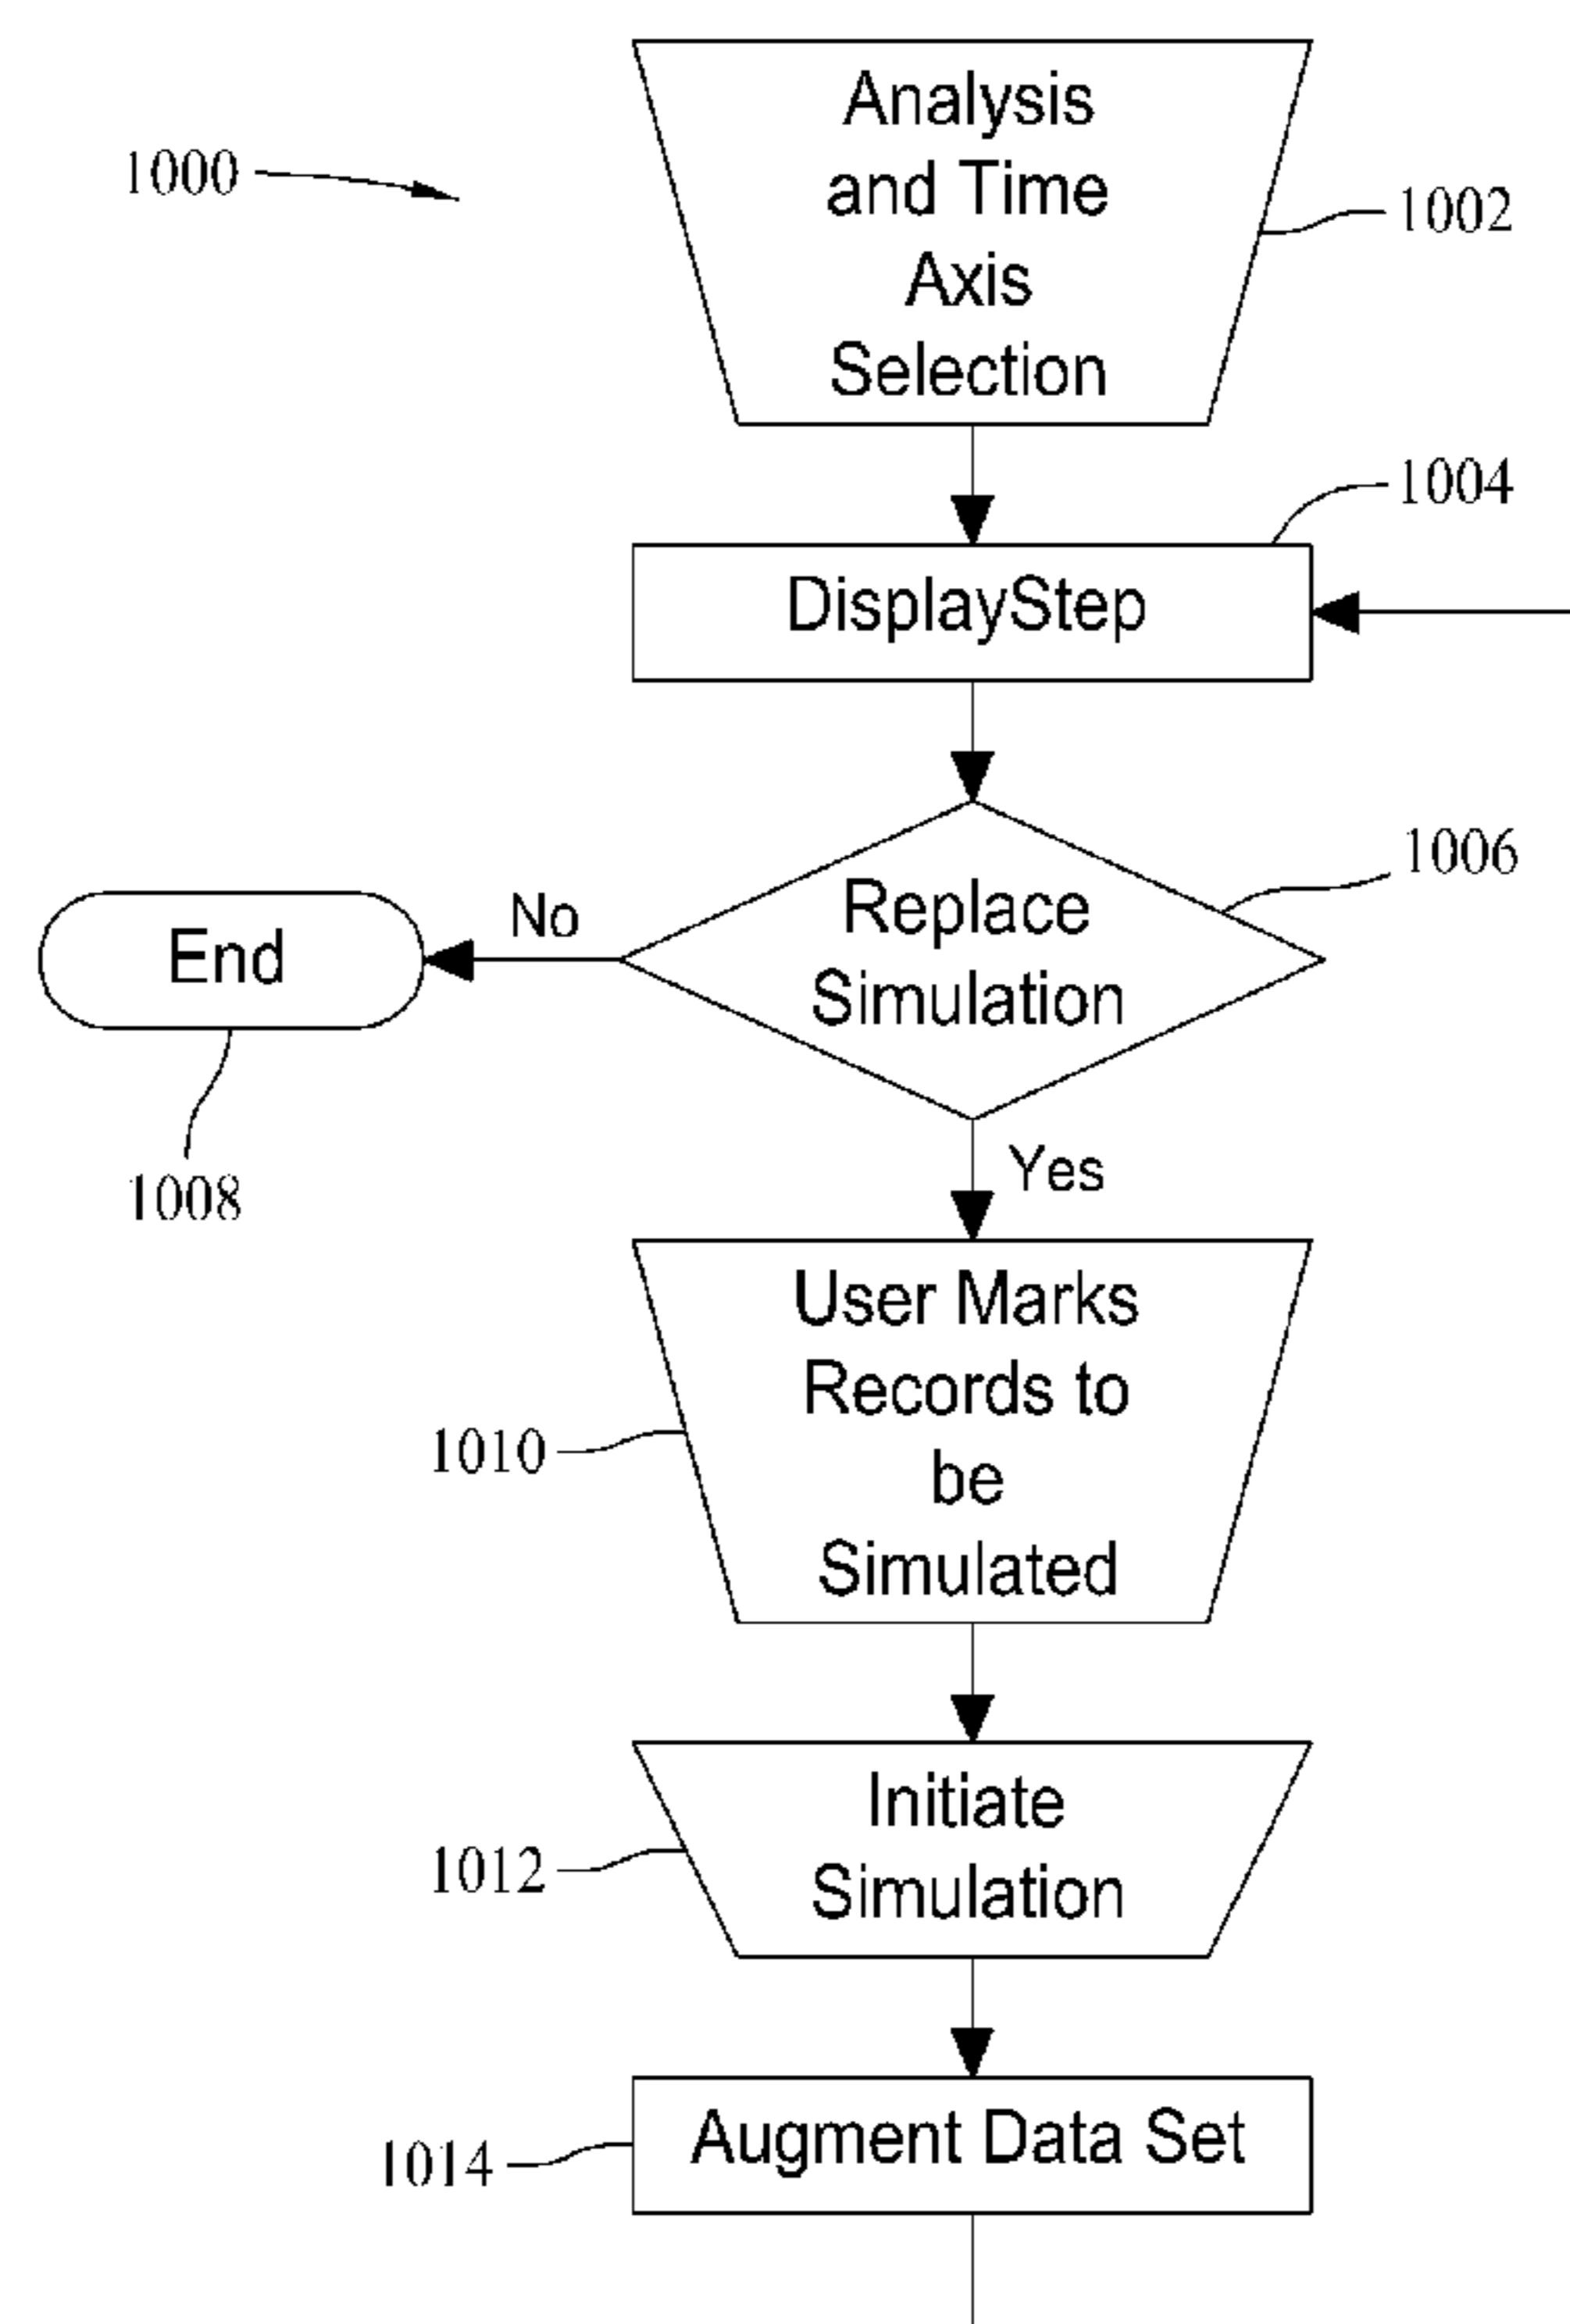 1000
Analysis
and Time
Axis
Selection
1002
1004
DisplayStep
1006
Replace
Simulation
No
End
1008
Yes
User Marks
Records to
be
Simulated
1010
Initiate
Simulation
1012
Augment Data Set
1014